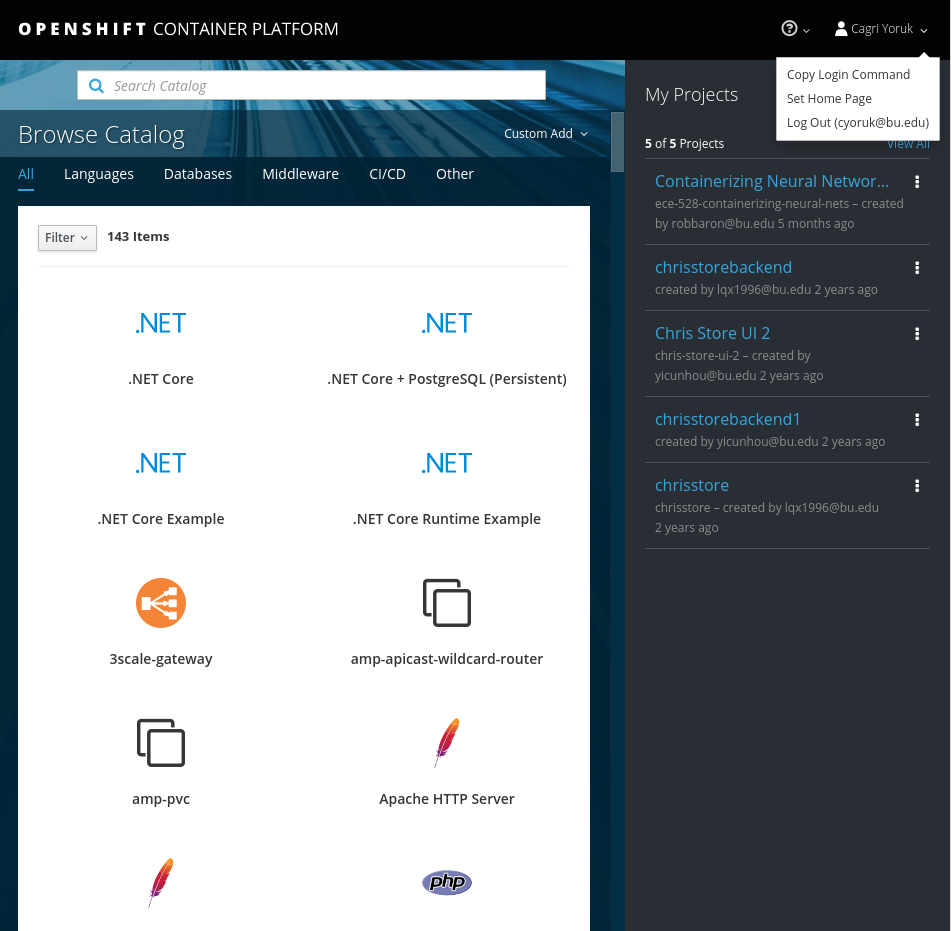 OPENSHIFT CONTAINER PLATFORM
Cagri Yoruk
Copy Login Command
Set Home Page
Log Out (cyoruk@bu.edu)
Search Catalog
Browse Catalog
Custom Add
All Languages Databases Middleware CI/CD Other
Filter
143 Items
.NET
.NET Core
.NET
.NET Core + PostgreSQL (Persistent)
.NET
.NET Core Example
.NET
.NET Core Runtime Example
3scale-gateway
amp-apicast-wildcard-router
amp-pvc
Apache HTTP Server
php
My Projects
5 of 5 Projects
View All
Containerizing Neural Networ...
ece-528-containerizing-neural-nets – created
by robbaron@bu.edu 5 months ago
chrisstorebackend
created by lqx1996@bu.edu 2 years ago
Chris Store UI 2
chris-store-ui-2 – created by
yicunhou@bu.edu 2 years ago
chrisstorebackend1
created by yicunhou@bu.edu 2 years ago
chrisstore
chrisstore – created by lqx1996@bu.edu
2 years ago